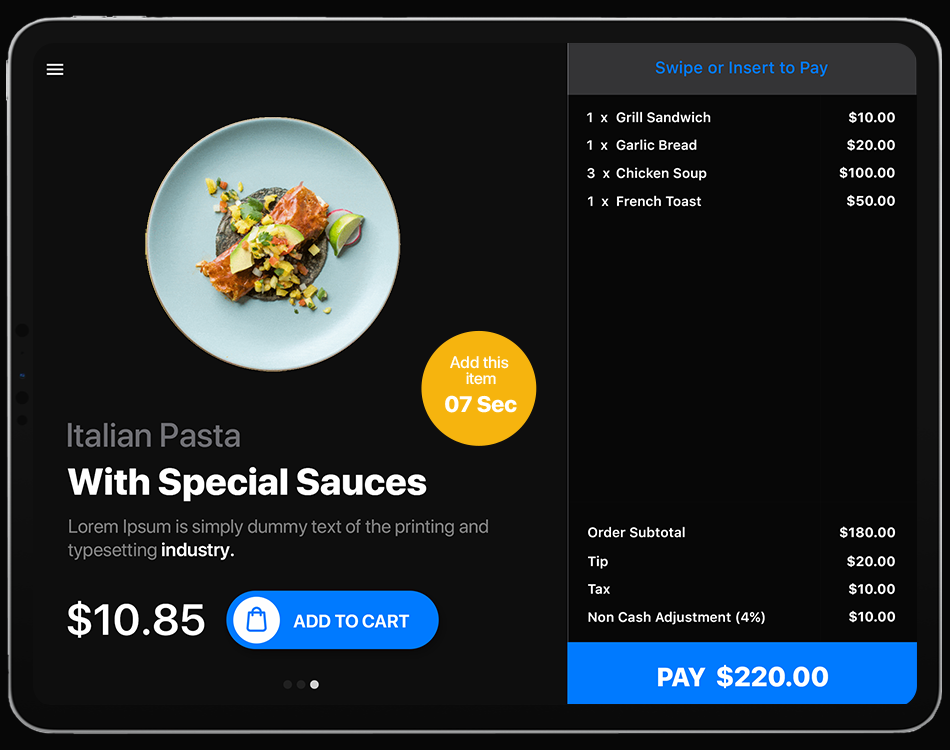 Add this
item
07 Sec
Italian Pasta
With Special Sauces
Lorem Ipsum is simply dummy text of the printing and
typesetting industry.
$10.85
ADD TO CART
Swipe or Insert to Pay
1 x Grill Sandwich $10.00
1 x Garlic Bread $20.00
3 x Chicken Soup $100.00
1 x French Toast $50.00
Order Subtotal $180.00
Tip $20.00
Tax $10.00
Non Cash Adjustment (4%) $10.00
PAY $220.00